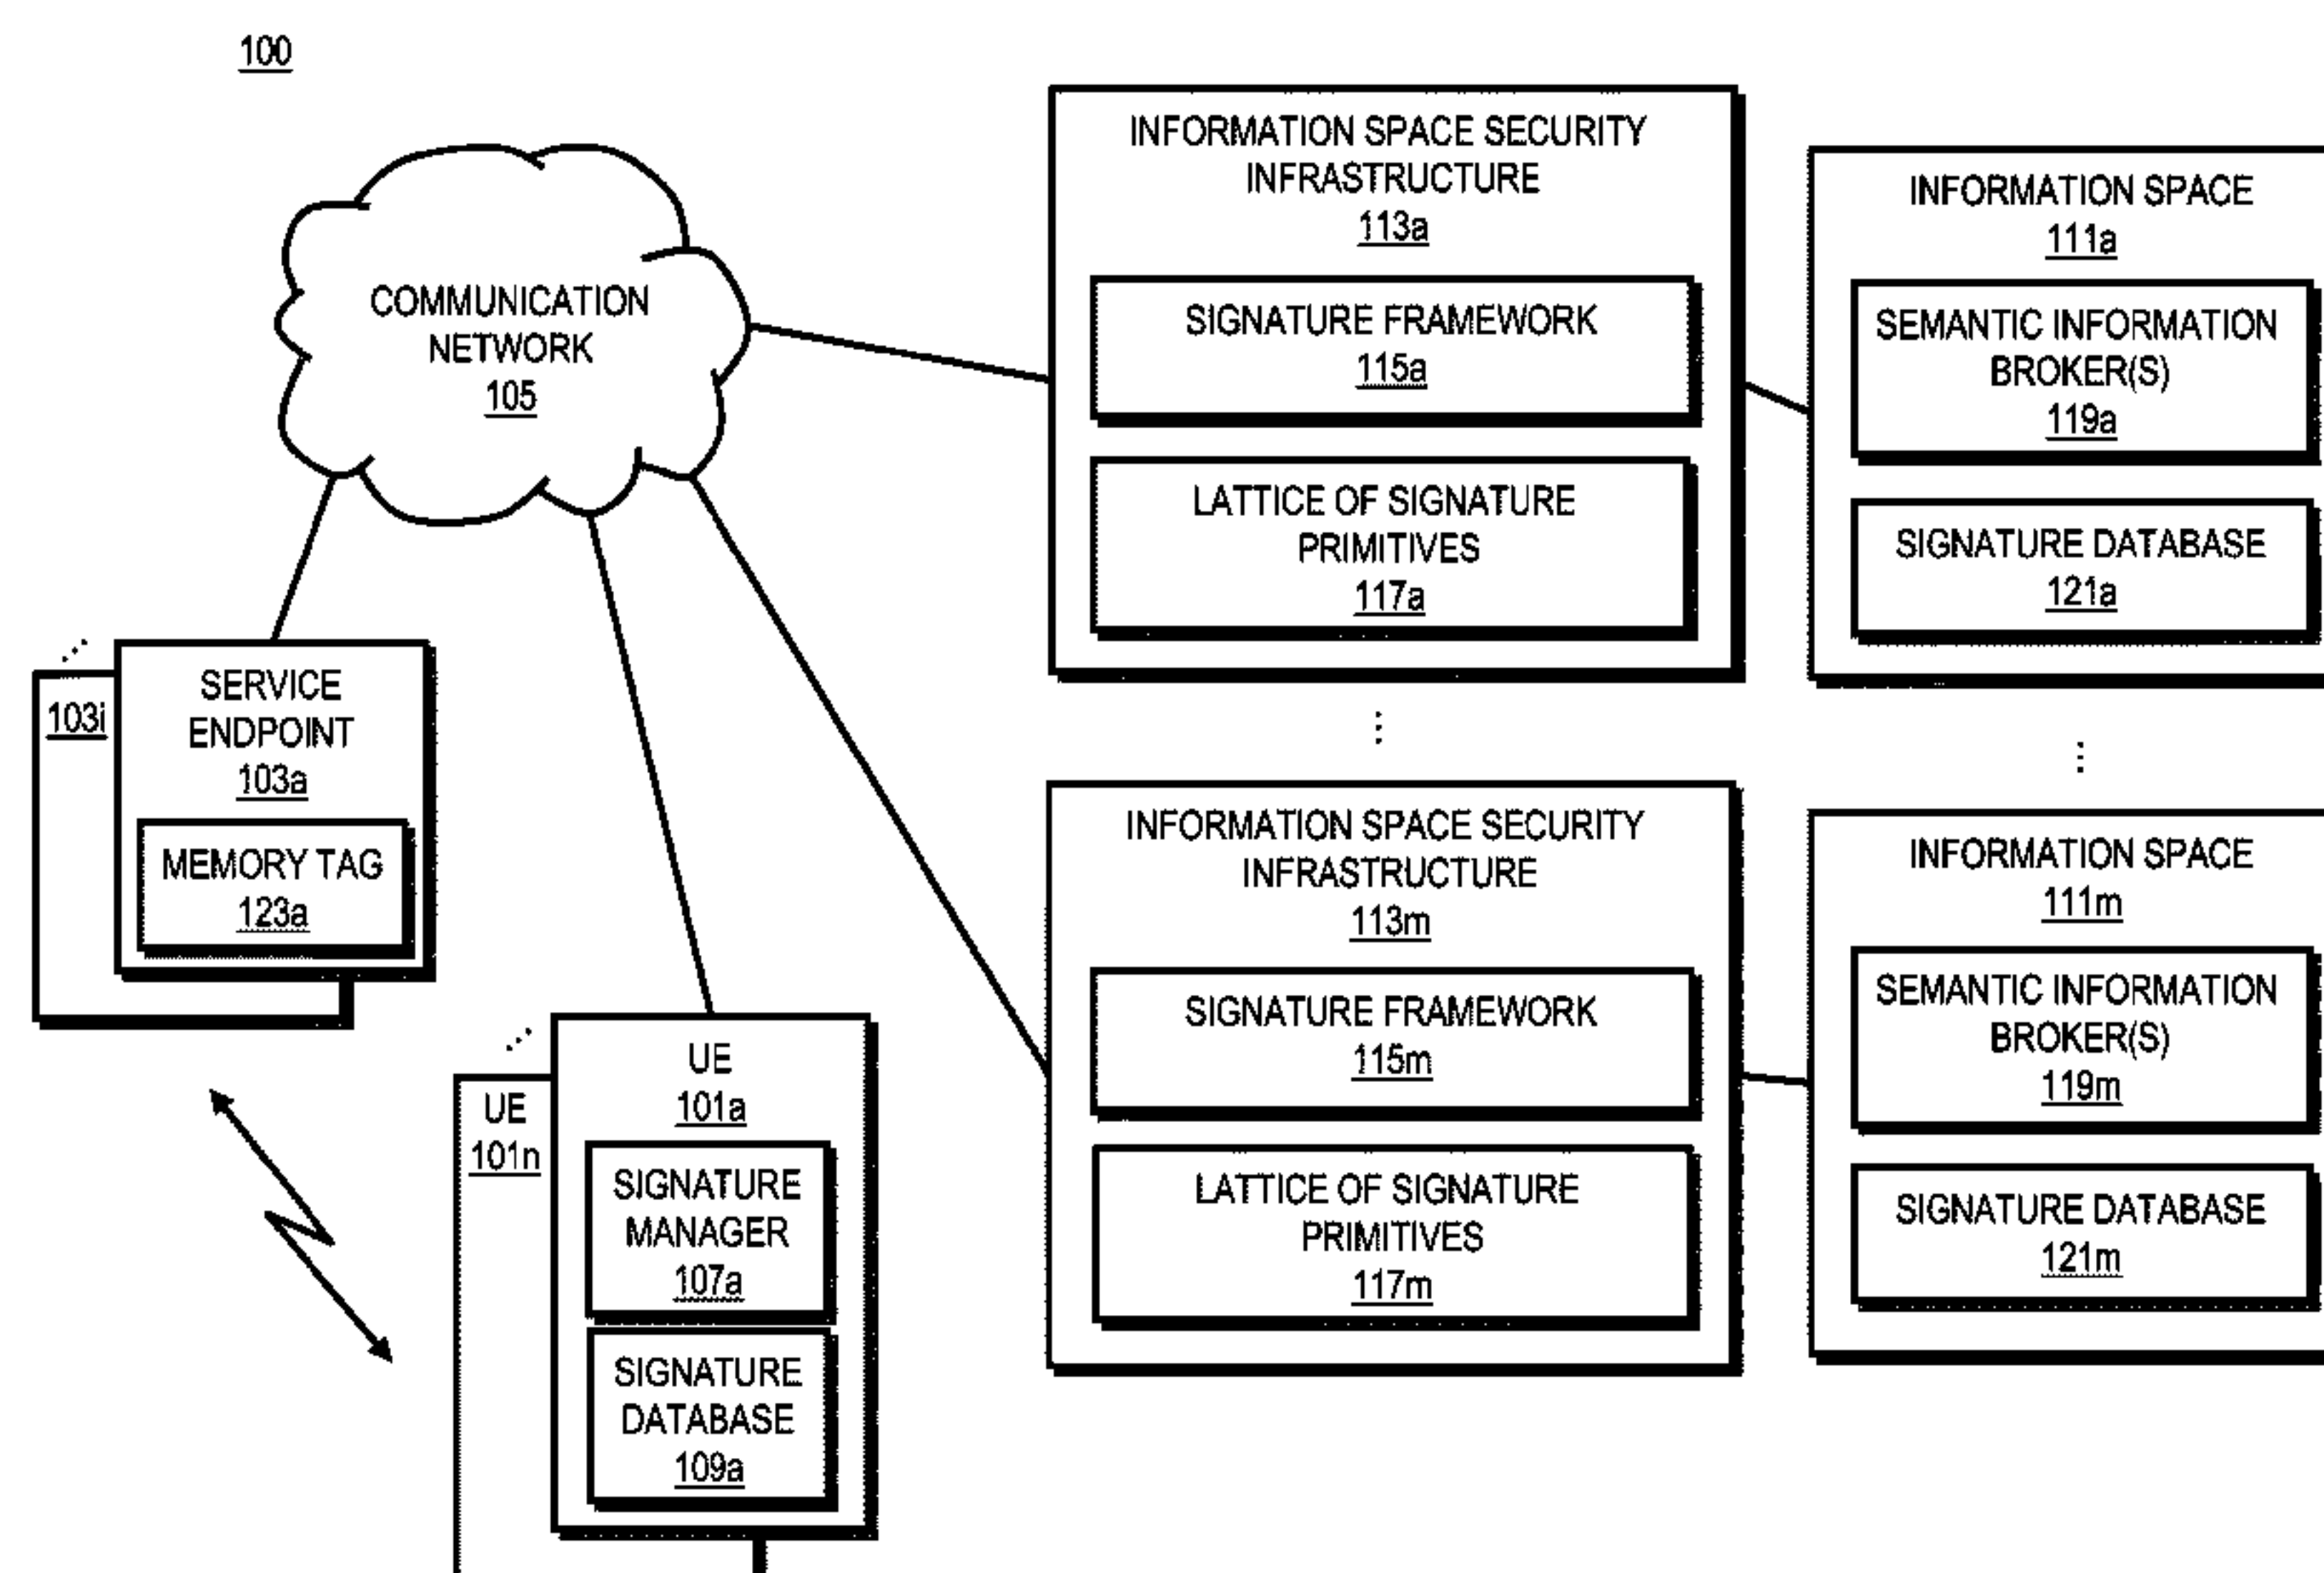 100
COMMUNICATION
NETWORK
105
INFORMATION SPACE SECURITY
INFRASTRUCTURE
113a
SIGNATURE FRAMEWORK
115a
LATTICE OF SIGNATURE
PRIMITIVES
117a
INFORMATION SPACE
111a
SEMANTIC INFORMATION
BROKER(S)
119a
SIGNATURE DATABASE
121a
103i
SERVICE
ENDPOINT
103a
MEMORY TAG
123a
UE
101n
UE
101a
SIGNATURE
MANAGER
107a
SIGNATURE
DATABASE
109a
INFORMATION SPACE SECURITY
INFRASTRUCTURE
113m
SIGNATURE FRAMEWORK
115m
LATTICE OF SIGNATURE
PRIMITIVES
117m
INFORMATION SPACE
111m
SEMANTIC INFORMATION
BROKER(S)
119m
SIGNATURE DATABASE
121m